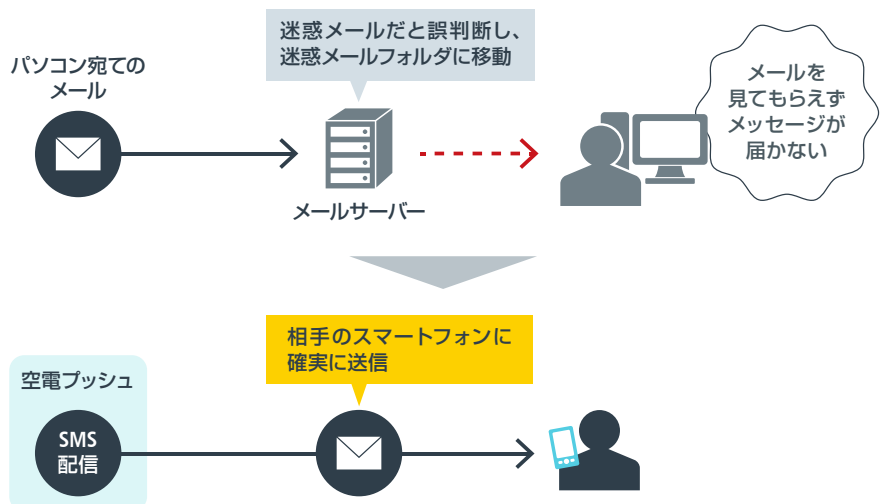 パソコン宛ての
メール
迷惑メールだと誤判断し、
迷惑メールフォルダに移動
メールサーバー
メールを
見てもらえず
メッセージが
届かない
空電プッシュ
SMS
配信
相手のスマートフォンに
確実に送信